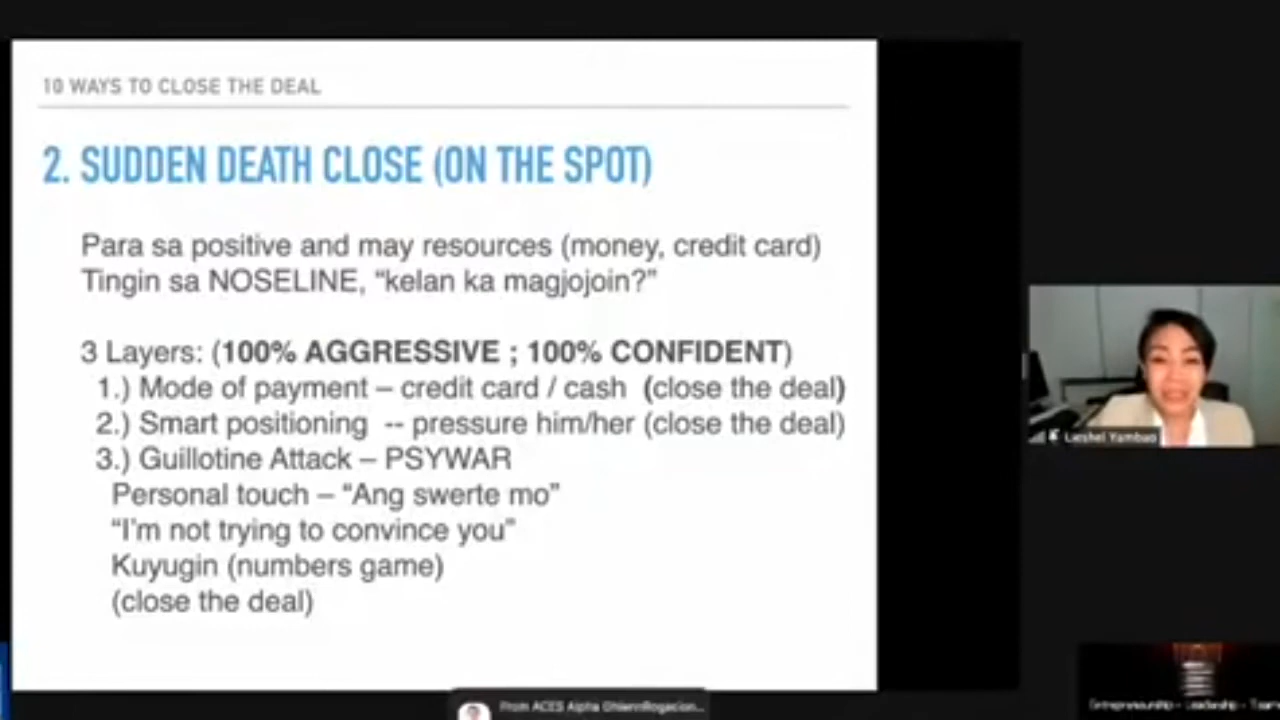 10 WAYS TO CLOSE THE DEAL
2. SUDDEN DEATH CLOSE (ON THE SPOT)
Para sa positive and may resources (money, credit card)
Tingin sa NOSELINE, “kelan ka magjojoin?”
3 Layers: (100% AGGRESSIVE ; 100% CONFIDENT)
1.) Mode of payment – credit card / cash (close the deal)
2.) Smart positioning -- pressure him/her (close the deal)
3.) Guillotine Attack – PSYWAR
Personal touch – “Ang swerte mo”
“I’m not trying to convince you”
Kuyugin (numbers game)
(close the deal)
Yambao
From ACES Alpha
Entrepreneurship - Leadership -